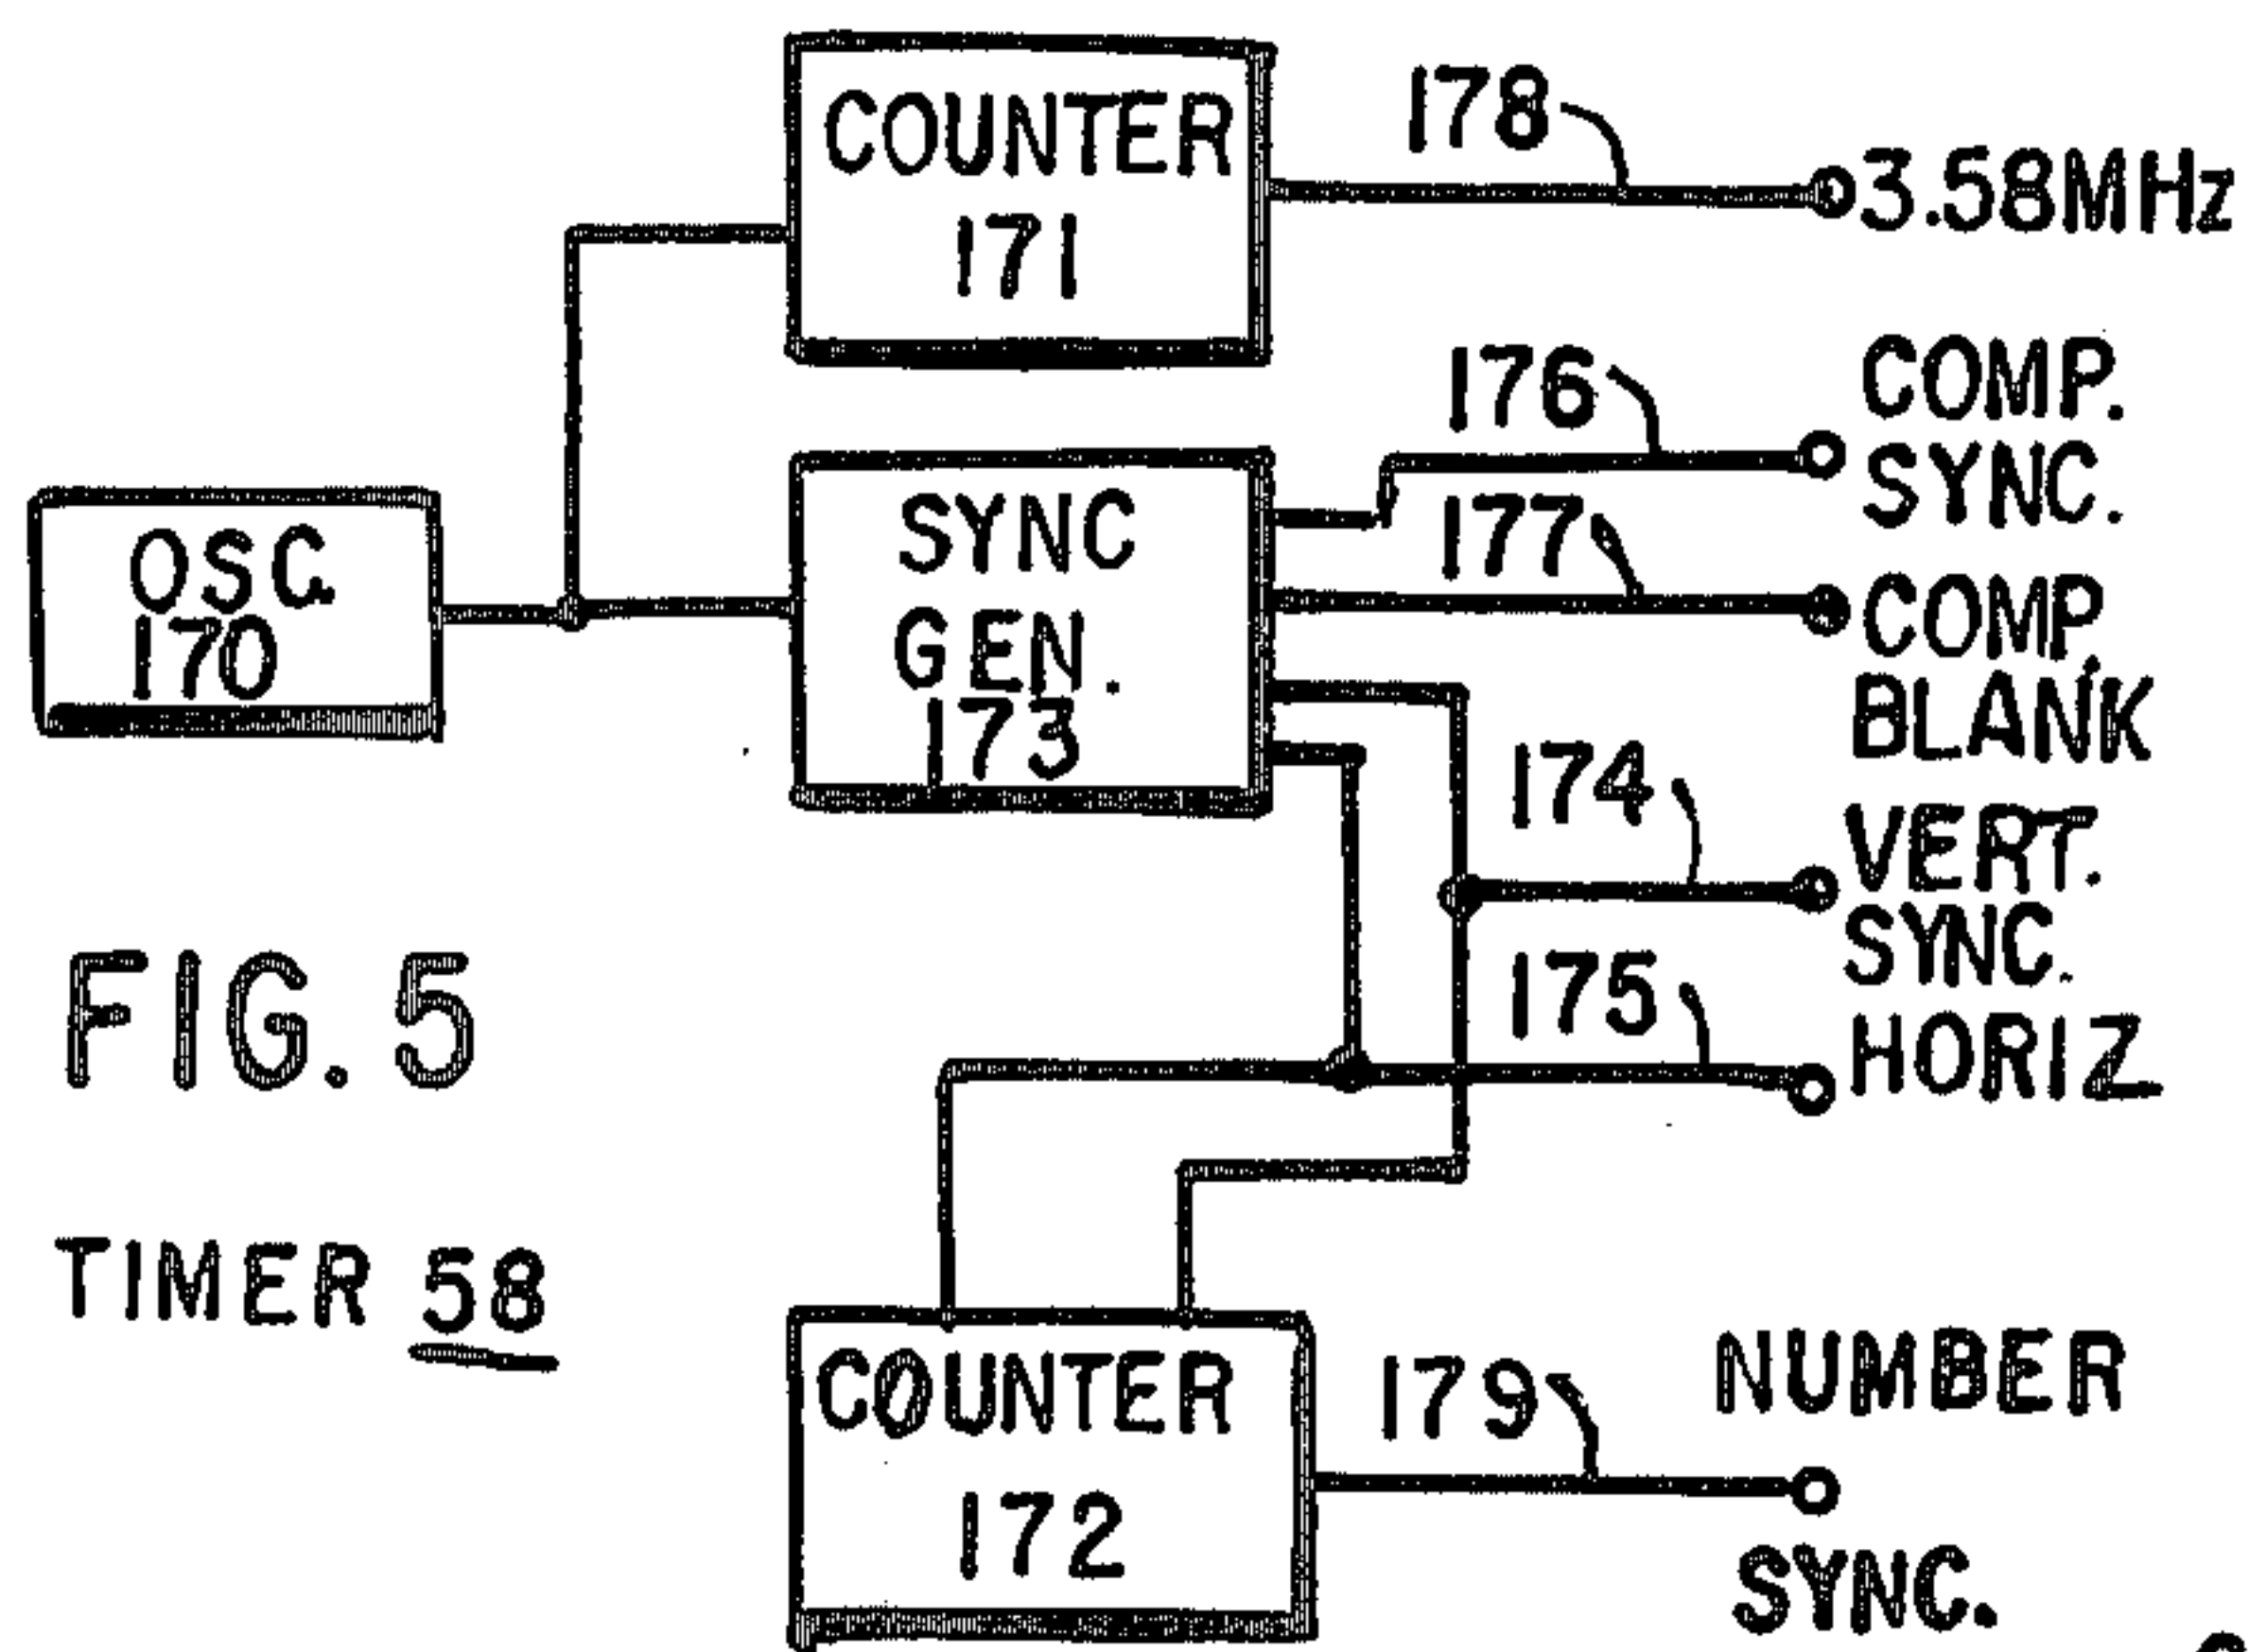 COUNTER
171
178
3.58MHz
176
COMP.
SYNC.
OSC.
170
SYNC
GEN.
173
177
COMP.
BLANK
174
VERT.
SYNC.
175
HORIZ
FIG. 5
TIMER 58
COUNTER
172
179
NUMBER
SYNC.